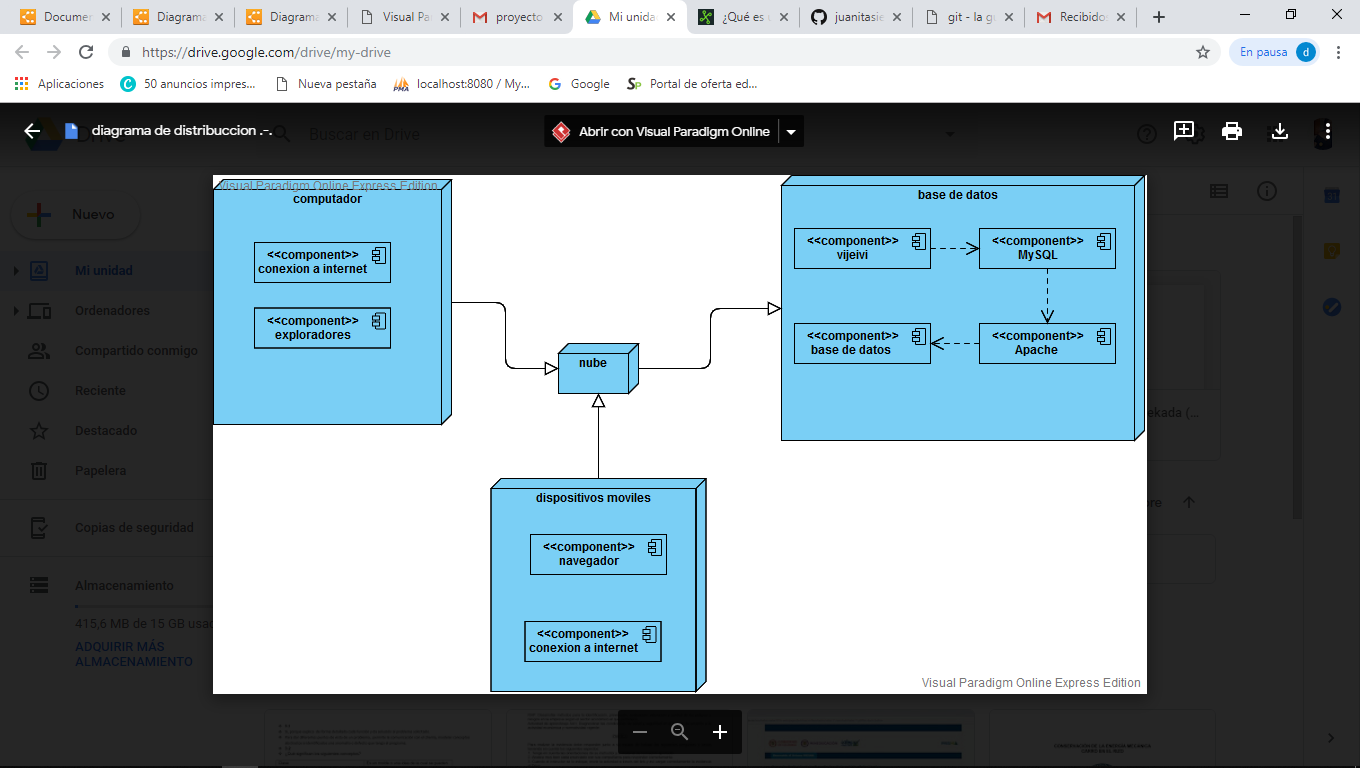 Documen
Diagrama
Diagrama
Visual Pa
proyecto
Mi unida
¿Qué es
juanitasie
git - la g
Recibido
https://drive.google.com/drive/my-drive
En pausa
d
Aplicaciones
50 anuncios impres...
Nueva pestaña
localhost:8080 / My...
Google
Portal de oferta ed...
diagrama de distribuccion .-.
Buscar en Drive
Abrir con Visual Paradigm Online
Nuevo
Mi unidad
Ordenadores
Compartido conmigo
Reciente
Destacado
Papelera
Copias de seguridad
Almacenamiento
415,6 MB de 15 GB usad
ADQUIRIR MÁS
ALMACENAMIENTO
Visual Paradigm Online Express Edition
computador
<<component>>
conexion a internet
<<component>>
exploradores
nube
base de datos
<<component>>
vijeivi
<<component>>
MySQL
<<component>>
base de datos
<<component>>
Apache
dispositivos moviles
<<component>>
navegador
<<component>>
conexion a internet
Visual Paradigm Online Express Edition
ekada (...
re